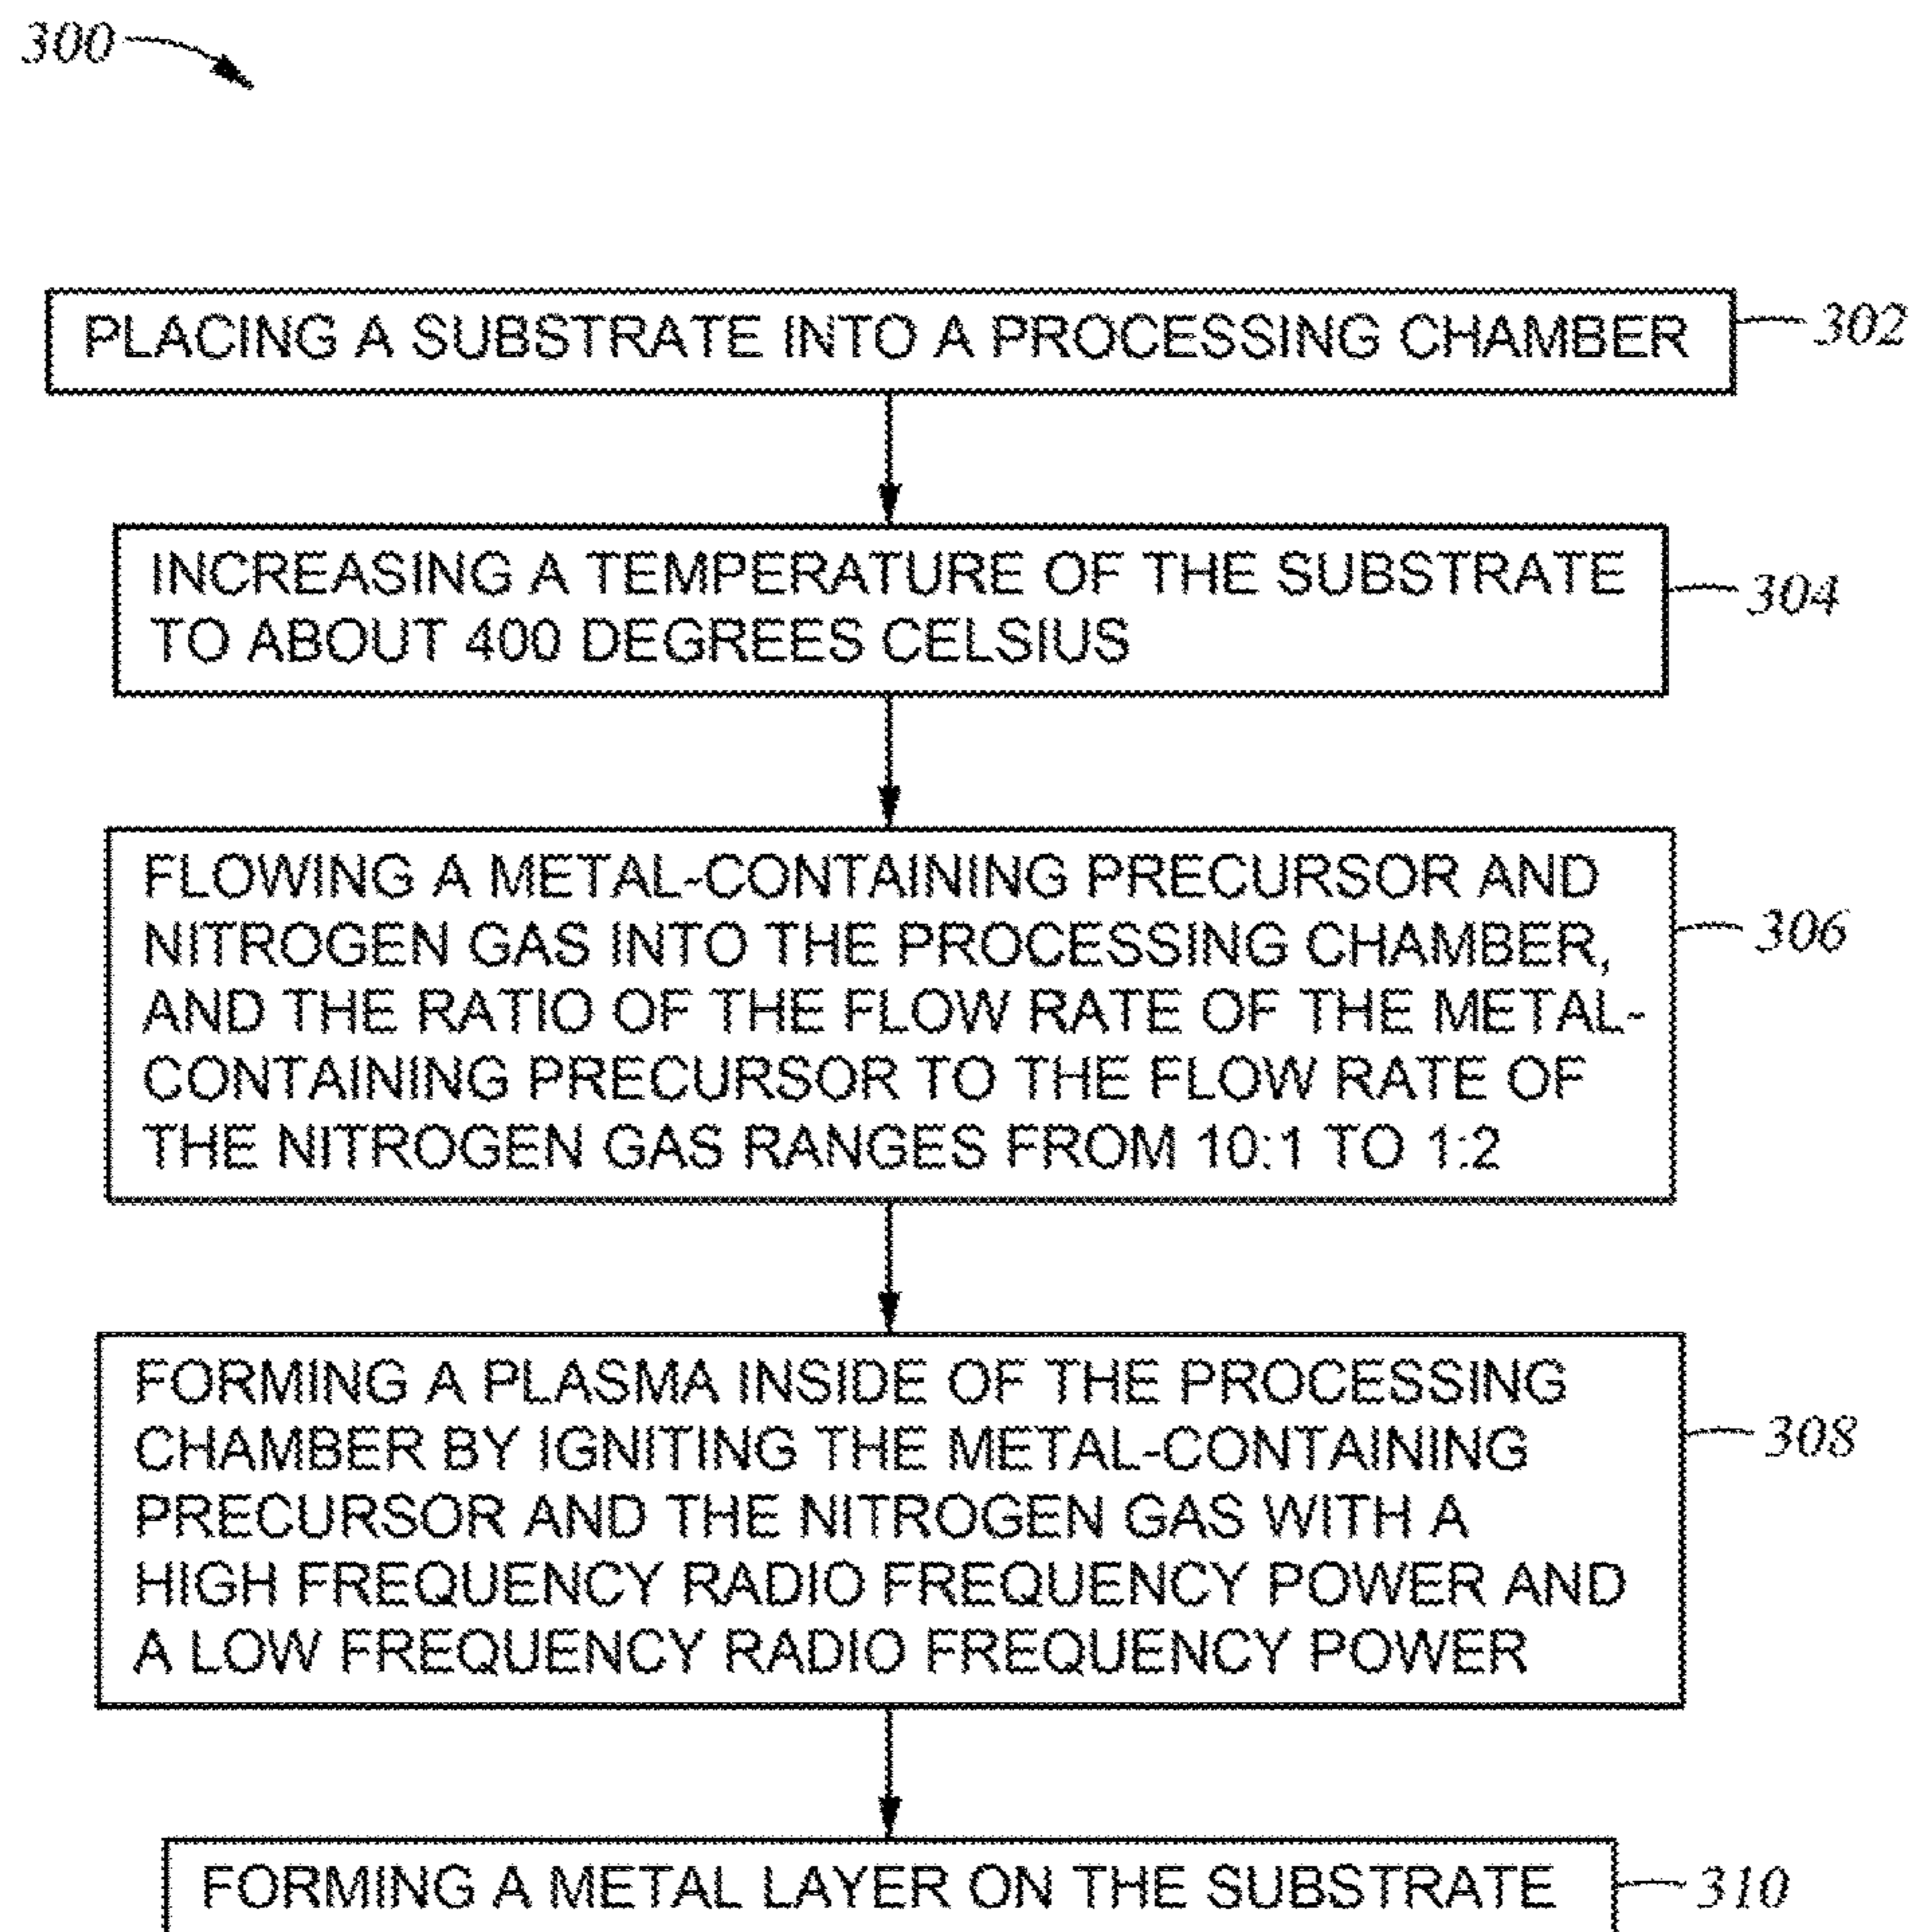 300
PLACING A SUBSTRATE INTO A PROCESSING CHAMBER
302
INCREASING A TEMPERATURE OF THE SUBSTRATE
TO ABOUT 400 DEGREES CELSIUS
304
FLOWING A METAL-CONTAINING PRECURSOR AND
NITROGEN GAS INTO THE PROCESSING CHAMBER,
AND THE RATIO OF THE FLOW RATE OF THE METAL-
CONTAINING PRECURSOR TO THE FLOW RATE OF
THE NITROGEN GAS RANGES FROM 10:1 TO 1:2
306
FORMING A PLASMA INSIDE OF THE PROCESSING
CHAMBER BY IGNITING THE METAL-CONTAINING
PRECURSOR AND THE NITROGEN GAS WITH A
HIGH FREQUENCY RADIO FREQUENCY POWER AND
A LOW FREQUENCY RADIO FREQUENCY POWER
308
FORMING A METAL LAYER ON THE SUBSTRATE
310